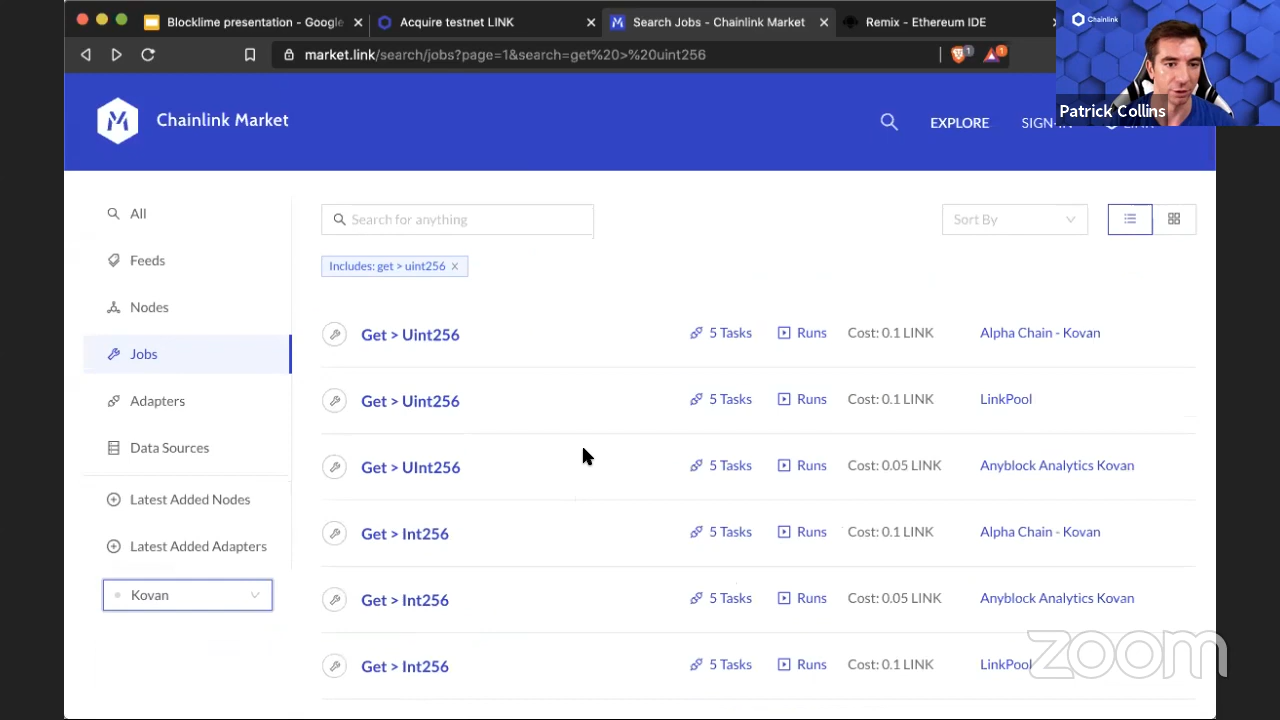 Blocklime presentation - Google
Acquire testnet LINK
Search Jobs - Chainlink Market
Remix - Ethereum IDE
market.link/search/jobs?page=1&search=get%20>%20uint256
1
1
Chainlink
Patrick Collins
Chainlink Market
EXPLORE
SIGN-IN
LINK
All
Feeds
Nodes
Jobs
Adapters
Data Sources
Latest Added Nodes
Latest Added Adapters
Kovan
Search for anything
Sort By
Includes: get > uint256 x
Get > Uint256 5 Tasks Runs Cost: 0.1 LINK Alpha Chain - Kovan
Get > Uint256 5 Tasks Runs Cost: 0.1 LINK LinkPool
Get > UInt256 5 Tasks Runs Cost: 0.05 LINK Anyblock Analytics Kovan
Get > Int256 5 Tasks Runs Cost: 0.1 LINK Alpha Chain - Kovan
Get > Int256 5 Tasks Runs Cost: 0.05 LINK Anyblock Analytics Kovan
Get > Int256 5 Tasks Runs Cost: 0.1 LINK LinkPool
zoom